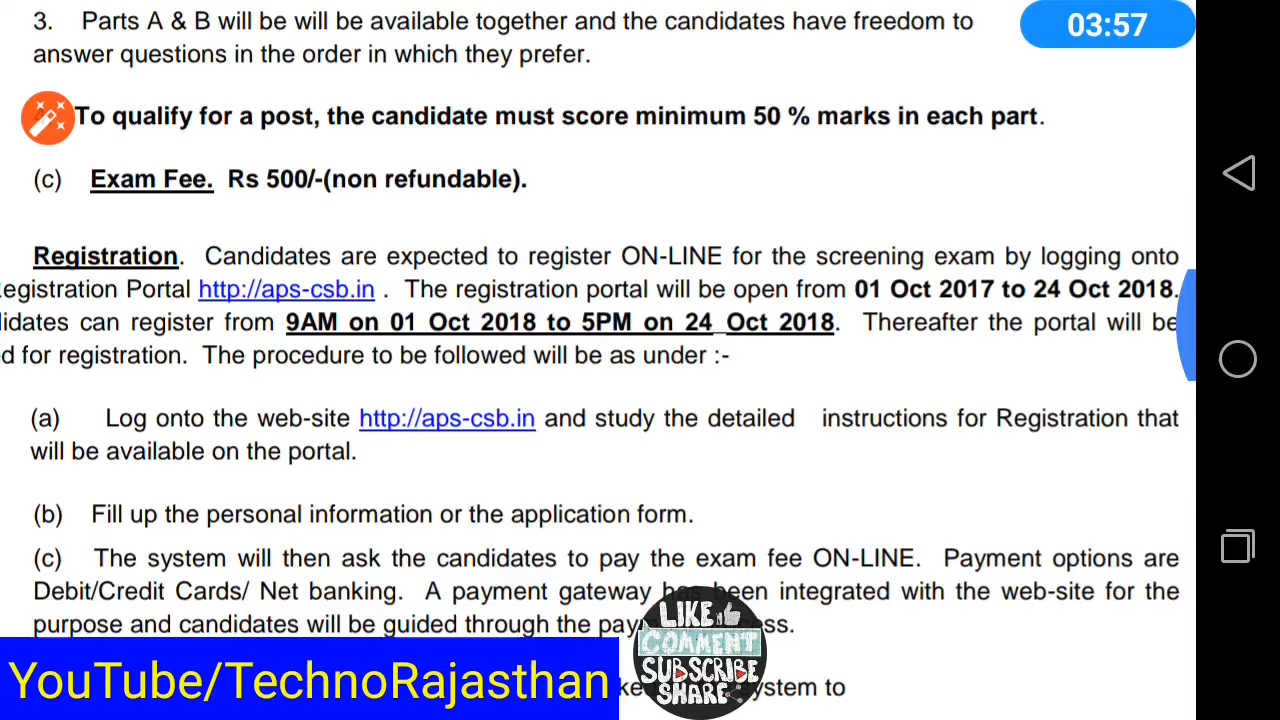 3. Parts A & B will be will be available together and the candidates have freedom to
03:57
answer questions in the order in which they prefer.
To qualify for a post, the candidate must score minimum 50 % marks in each part.
(c) Exam Fee. Rs 500/-(non refundable).
Registration. Candidates are expected to register ON-LINE for the screening exam by logging onto
egistration Portal http://aps-csb.in . The registration portal will be open from 01 Oct 2017 to 24 Oct 2018.
didates can register from 9AM on 01 Oct 2018 to 5PM on 24 Oct 2018. Thereafter the portal will be
d for registration. The procedure to be followed will be as under :-
(a) Log onto the web-site http://aps-csb.in and study the detailed instructions for Registration that
will be available on the portal.
(b) Fill up the personal information or the application form.
(c) The system will then ask the candidates to pay the exam fee ON-LINE. Payment options are
Debit/Credit Cards/ Net banking. A payment gateway has been integrated with the web-site for the
purpose and candidates will be guided through the
LIKE
COMMENT
SUBSCRIBE
SHARE
YouTube/TechnoRajasthan
system to